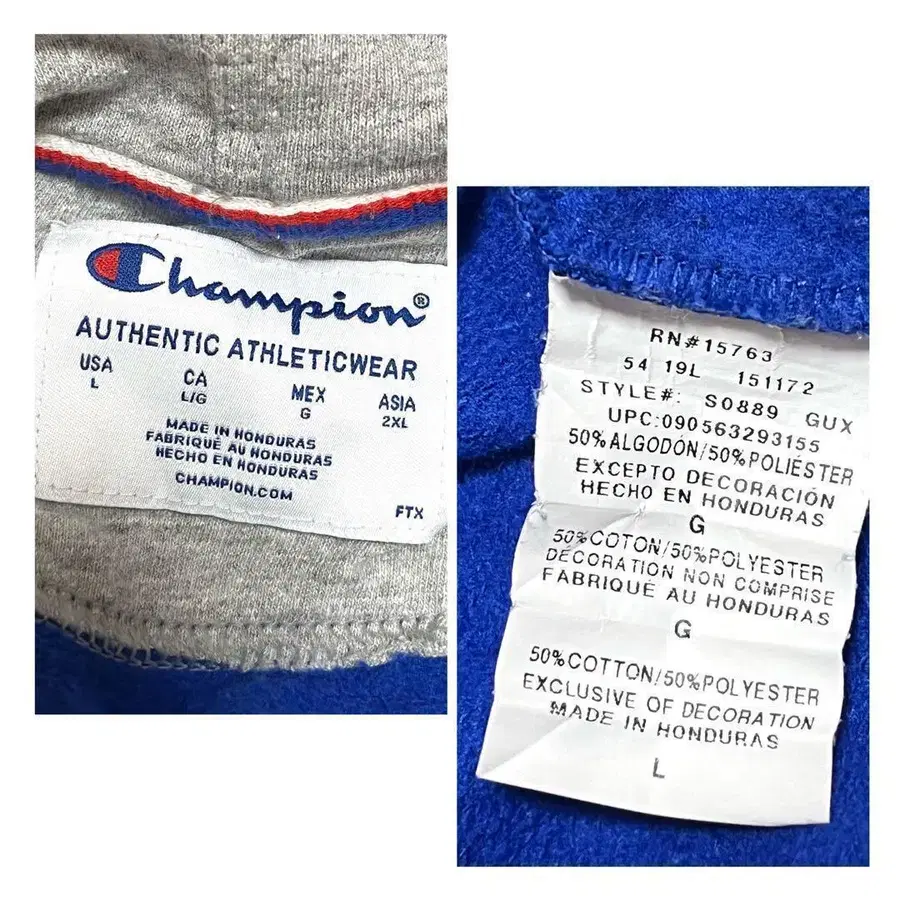 Champion®
AUTHENTIC ATHLETICWEAR
USA CA MEX ASIA
L L/G G 2XL
MADE IN HONDURAS
FABRIQUÉ AU HONDURAS
HECHO EN HONDURAS
CHAMPION.COM
FTX
RN#15763
54 19L 151172
STYLE#: S0889 GUX
UPC:090563293155
50%ALGODÓN/50%POLIÉSTER
EXCEPTO DECORACIÓN
HECHO EN HONDURAS
G
50%COTON/50%POLYESTER
DÉCORATION NON COMPRISE
FABRIQUÉ AU HONDURAS
G
50%COTTON/50%POLYESTER
EXCLUSIVE OF DECORATION
MADE IN HONDURAS
L